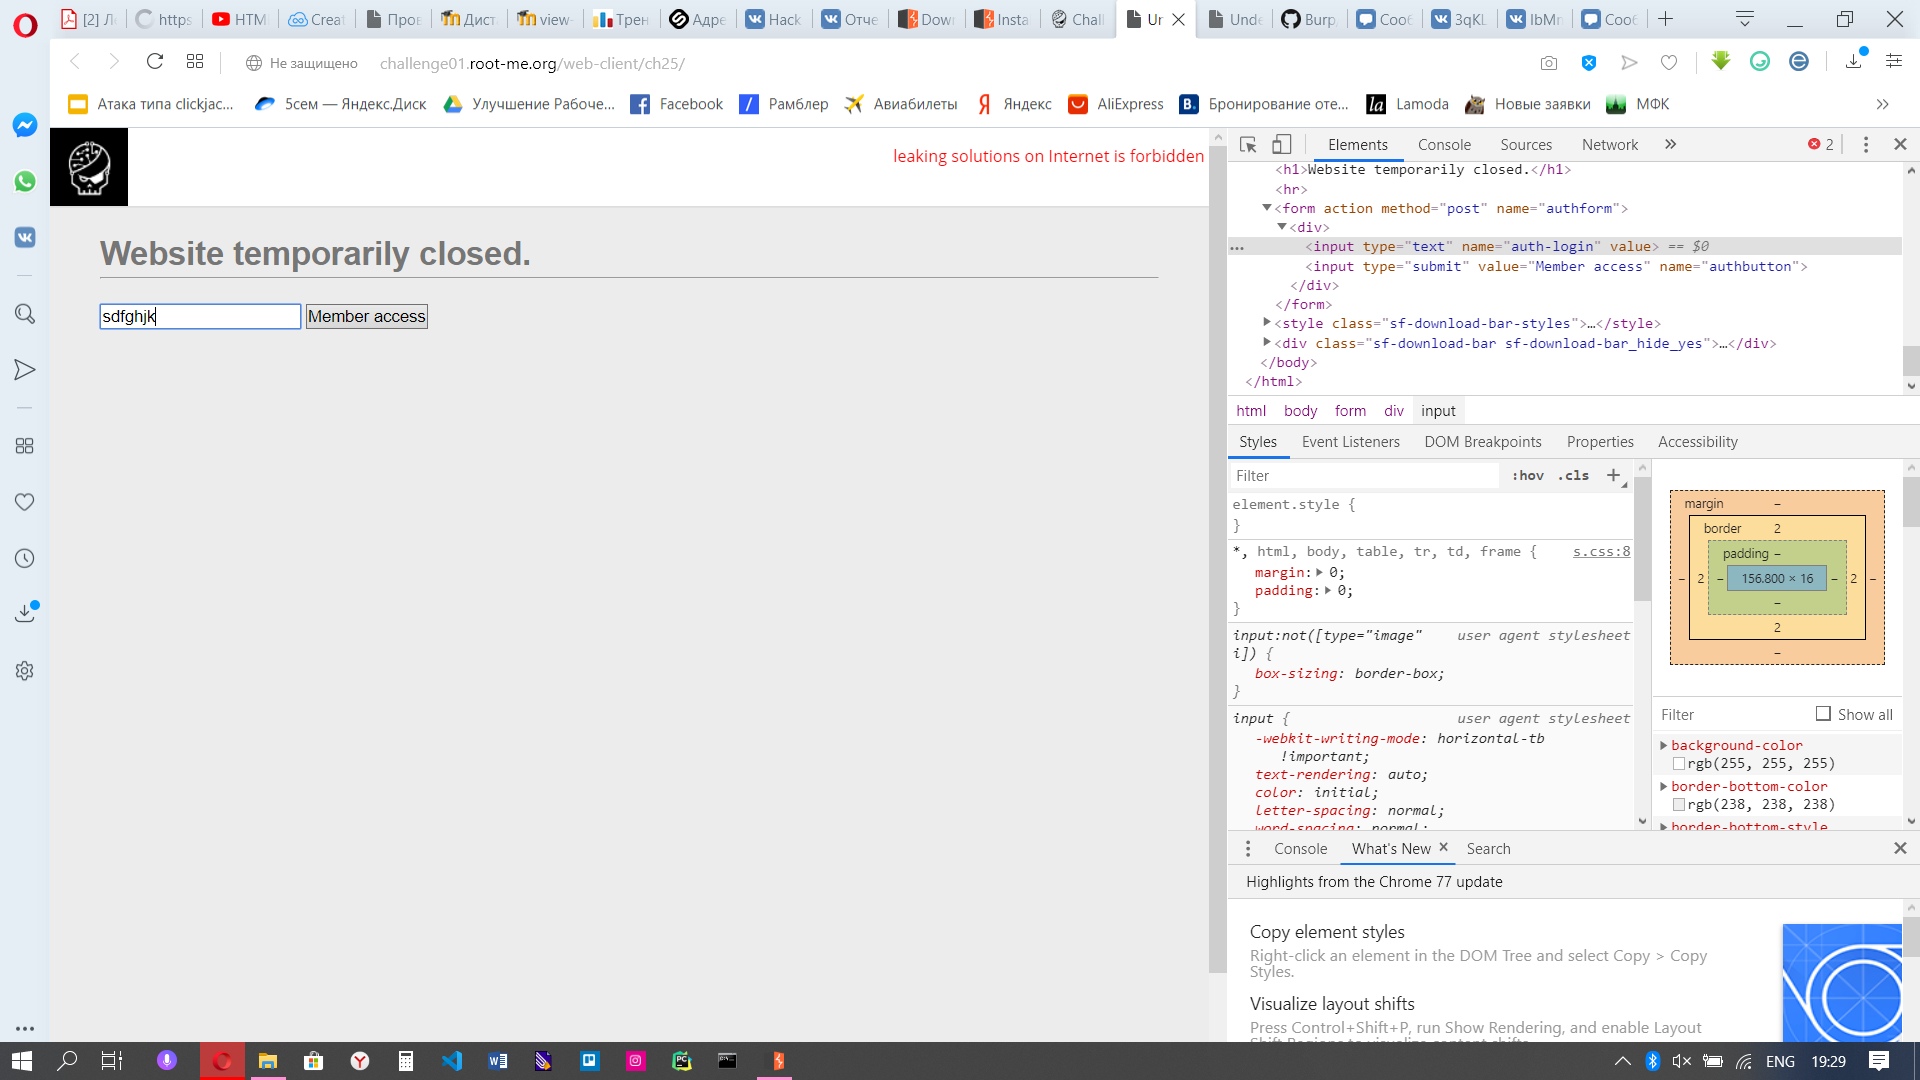 [2] Л
https
HTM
Creat
Прое
Дист
view-
Трен
Адре
Hack
Отче
Dow
Insta
Chall
Ur
Unde
Burp
Сооб
3qKL
IbMr
Сооб
Не защищено challenge01.root-me.org/web-client/ch25/
Атака типа clickjac... 5сем — Яндекс.Диск Улучшение Рабоче... Facebook Рамблер Авиабилеты Яндекс AliExpress Бронирование оте... Lamoda Новые заявки МФК
leaking solutions on Internet is forbidden
Website temporarily closed.
sdfghjk Member access
Elements Console Sources Network 2
<h1>Website temporarily closed.</h1>
<hr>
<form action method="post" name="authform">
<div>
... <input type="text" name="auth-login" value> == $0
<input type="submit" value="Member access" name="authbutton">
</div>
</form>
<style class="sf-download-bar-styles">…</style>
<div class="sf-download-bar sf-download-bar_hide_yes">…</div>
</body>
</html>
html body form div input
Styles Event Listeners DOM Breakpoints Properties Accessibility
Filter :hov .cls +
element.style {
}
*, html, body, table, tr, td, frame { s.css:8
margin: 0;
padding: 0;
}
input:not([type="image" user agent stylesheet
i]) {
box-sizing: border-box;
}
input { user agent stylesheet
-webkit-writing-mode: horizontal-tb
!important;
text-rendering: auto;
color: initial;
letter-spacing: normal;
word-spacing: normal;
margin –
border 2
padding –
– 2 – 156.800 × 16 – 2 –
–
2
–
Filter Show all
background-color
rgb(255, 255, 255)
border-bottom-color
rgb(238, 238, 238)
border-bottom-style
Console What's New Search
Highlights from the Chrome 77 update
Copy element styles
Right-click an element in the DOM Tree and select Copy > Copy
Styles.
Visualize layout shifts
Press Control+Shift+P, run Show Rendering, and enable Layout
Shift Regions to visualize content shifts.
ENG 19:29